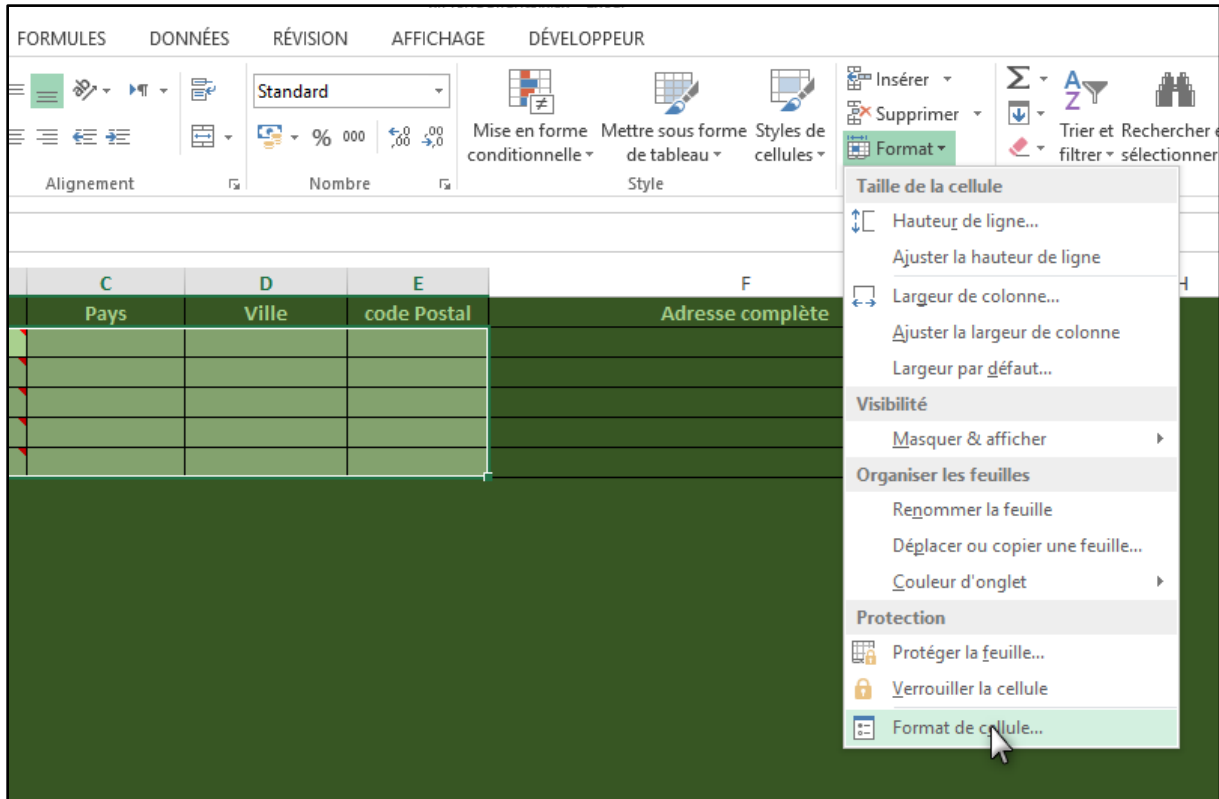 FORMULES DONNÉES RÉVISION AFFICHAGE DÉVELOPPEUR
Standard
% 000
Mise en forme conditionnelle
Mettre sous forme de tableau
Styles de cellules
Insérer
Supprimer
Format
Trier et filtrer
Rechercher e
sélectionner
Alignement Nombre Style
Taille de la cellule
Hauteur de ligne...
Ajuster la hauteur de ligne
Largeur de colonne...
Ajuster la largeur de colonne
Largeur par défaut...
Visibilité
Masquer & afficher
Organiser les feuilles
Renommer la feuille
Déplacer ou copier une feuille...
Couleur d'onglet
Protection
Protéger la feuille...
Verrouiller la cellule
Format de cellule...
C D E F H
Pays Ville code Postal Adresse complète